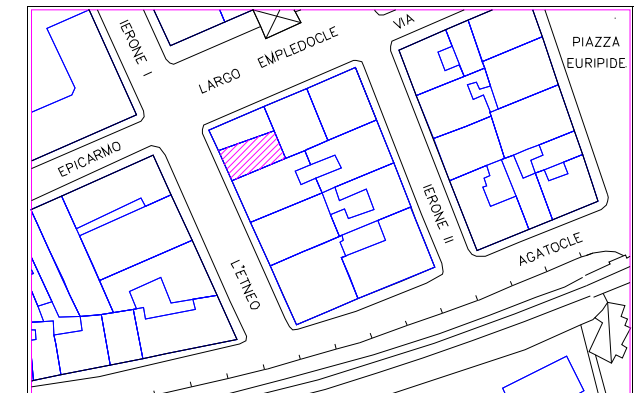 IERONE I
LARGO EMPLEDOCLE
VIA
PIAZZA
EURIPIDE
EPICARMO
IERONE II
L'ETNEO
AGATOCLE